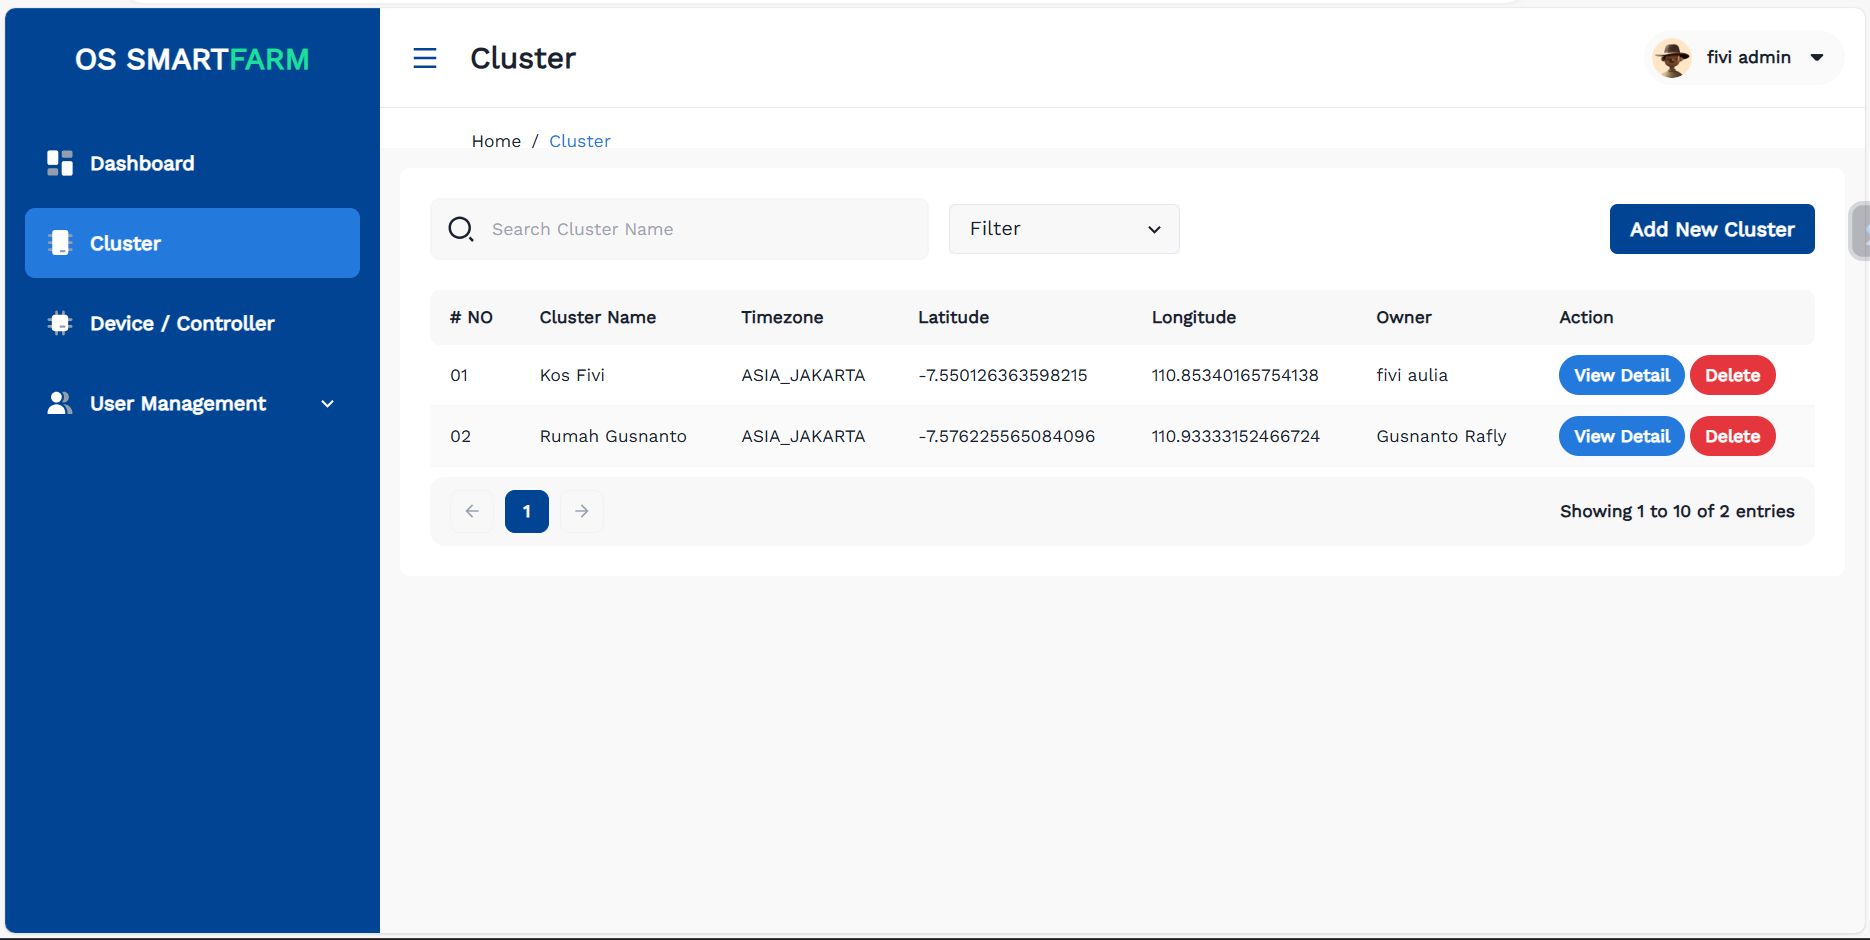 OS SMARTFARM
Dashboard
Cluster
Device / Controller
User Management
Cluster
fivi admin
Home / Cluster
Search Cluster Name
Filter
Add New Cluster
# NO Cluster Name Timezone Latitude Longitude Owner Action
01 Kos Fivi ASIA_JAKARTA -7.550126363598215 110.85340165754138 fivi aulia View Detail Delete
02 Rumah Gusnanto ASIA_JAKARTA -7.576225565084096 110.93333152466724 Gusnanto Rafly View Detail Delete
1
Showing 1 to 10 of 2 entries